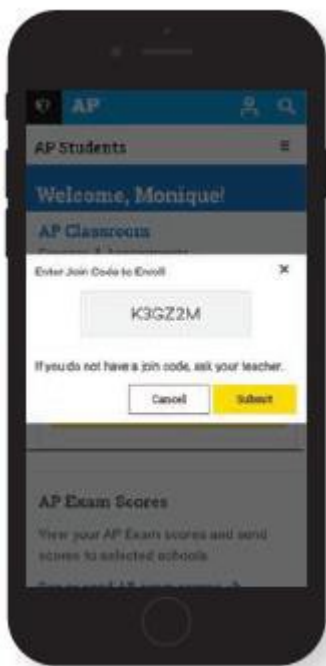 AP
AP Students
Welcome, Monique!
AP Classroom
Enter Join Code to Enroll
K3GZ2M
If you do not have a join code, ask your teacher.
Cancel Submit
AP Exam Scores
View your AP Exam scores and send
scores to selected schools